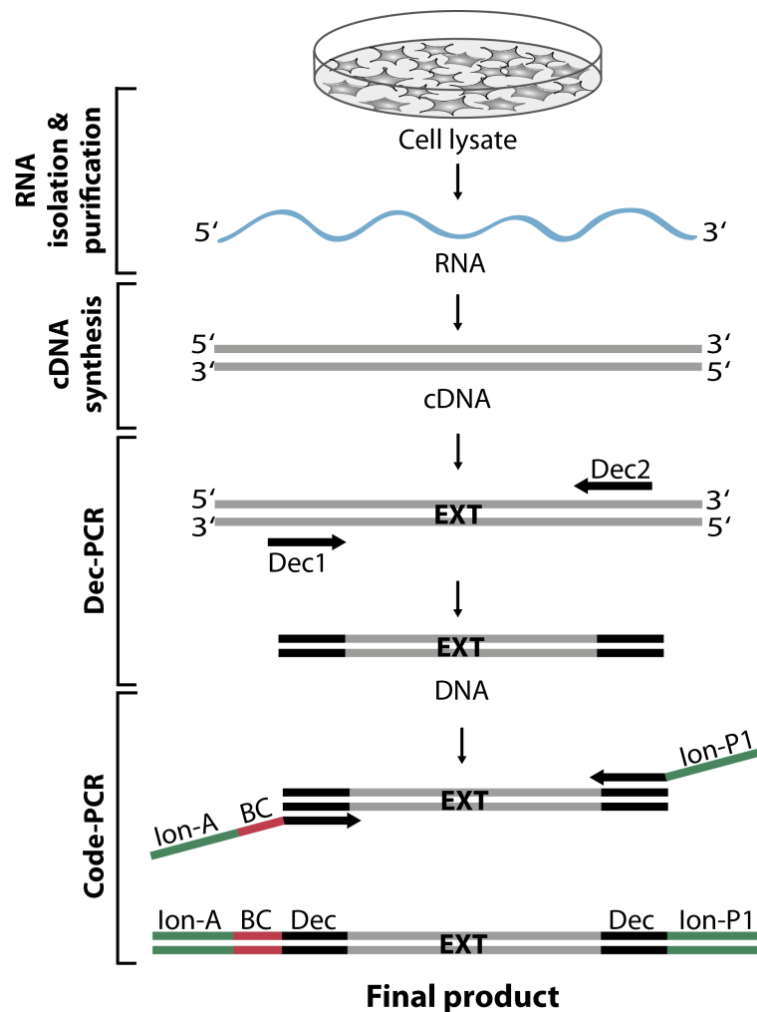 Cell lysate
RNA
isolation &
purification
5‘ 3‘
RNA
cDNA
synthesis
5‘ 3‘
3‘ 5‘
cDNA
Dec-PCR
Dec2
5‘ 3‘
EXT
3‘ 5‘
Dec1
EXT
DNA
Code-PCR
Ion-P1
EXT
Ion-A BC
Ion-A BC Dec Dec Ion-P1
EXT
Final product